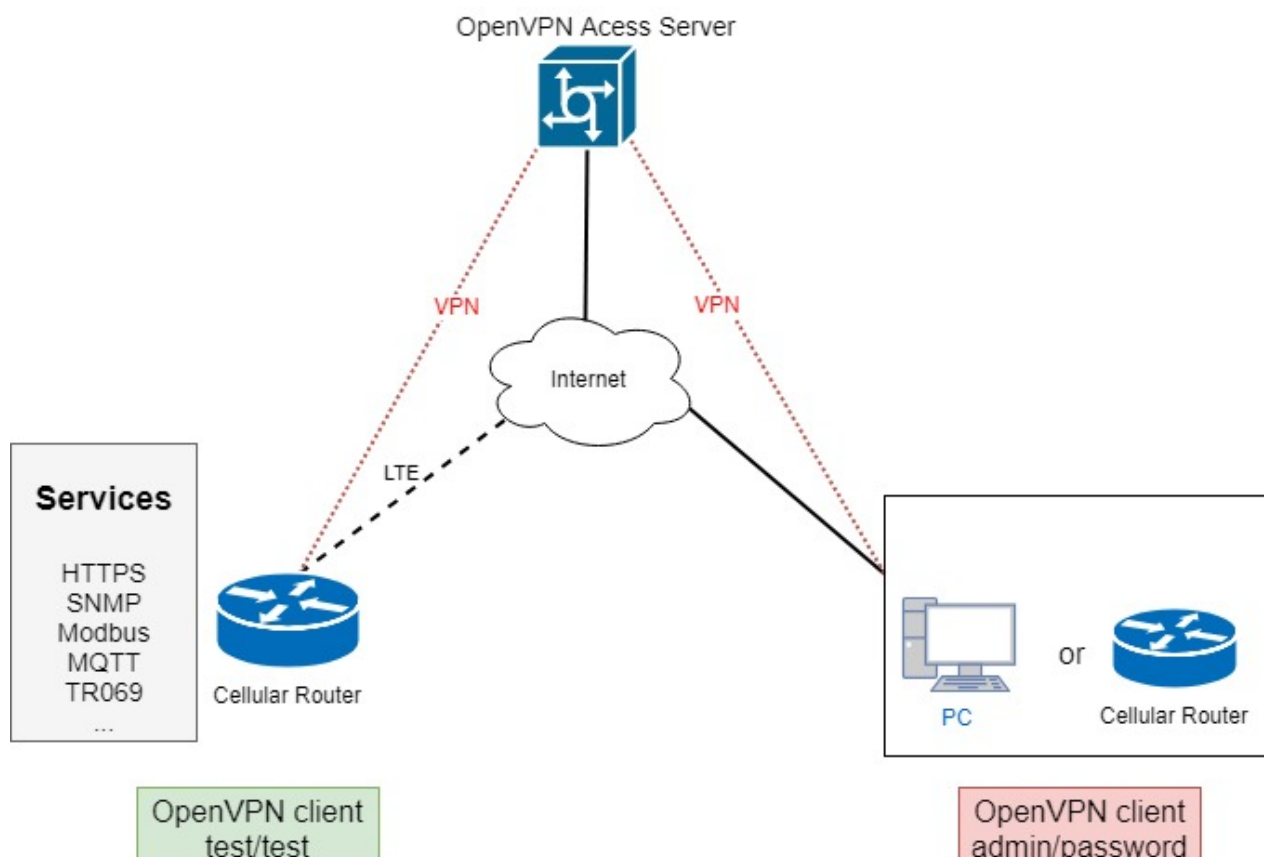 OpenVPN Acess Server
VPN
VPN
Internet
LTE
Services
HTTPS
SNMP
Modbus
MQTT
TR069
...
Cellular Router
or
PC
Cellular Router
OpenVPN client
test/test
OpenVPN client
admin/password